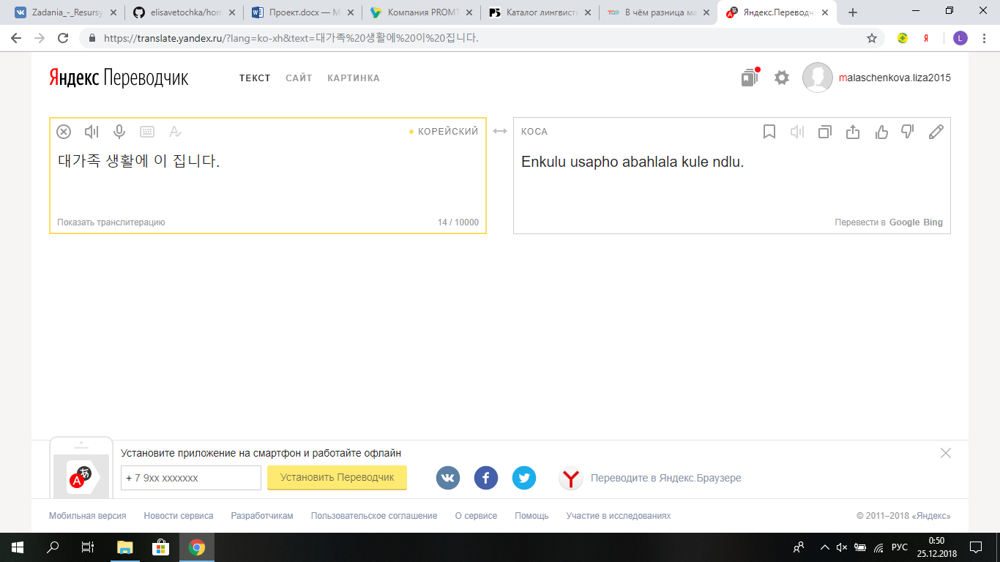 Zadania_-_Resursy
elisavetochka/hom
Проект.docx — M
Компания PROMT
Каталог лингвисти
TQR В чём разница ма
Яндекс.Переводч
https://translate.yandex.ru/?lang=ko-xh&text=대가족%20생활에%20이%20집니다.
L
Яндекс Переводчик
ТЕКСТ САЙТ КАРТИНКА
malaschenkova.liza2015
КОРЕЙСКИЙ
대가족 생활에 이 집니다.
Показать транслитерацию
14 / 10000
КОСА
Enkulu usapho abahlala kule ndlu.
Перевести в Google Bing
Установите приложение на смартфон и работайте офлайн
+ 7 9xx xxxxxxx
Установить Переводчик
Переводите в Яндекс.Браузере
Мобильная версия Новости сервиса Разработчикам Пользовательское соглашение О сервисе Помощь Участие в исследованиях
© 2011–2018 «Яндекс»
РУС
0:50
25.12.2018